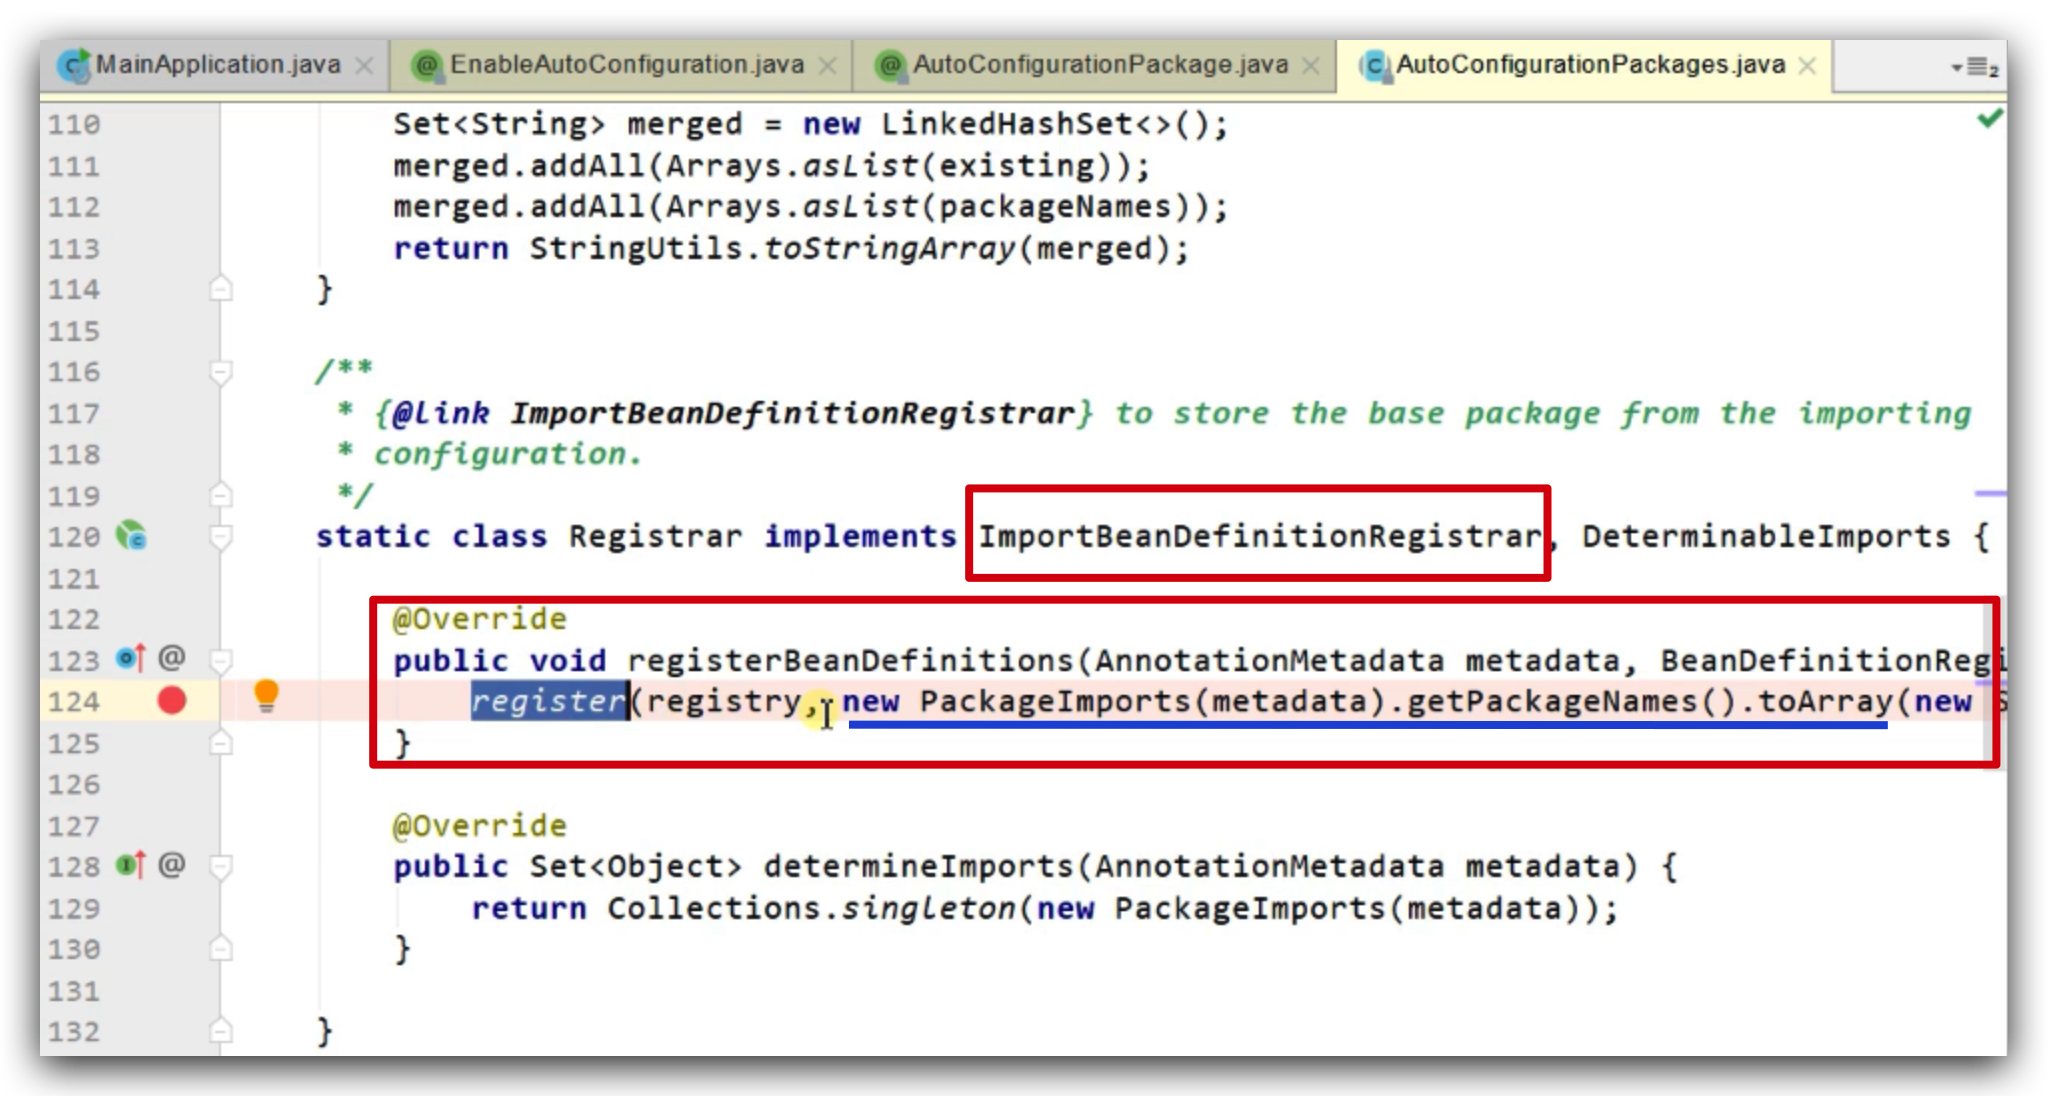 MainApplication.java EnableAutoConfiguration.java AutoConfigurationPackage.java AutoConfigurationPackages.java 2
110 Set<String> merged = new LinkedHashSet<>();
111 merged.addAll(Arrays.asList(existing));
112 merged.addAll(Arrays.asList(packageNames));
113 return StringUtils.toStringArray(merged);
114 }
115
116 /**
117 * {@link ImportBeanDefinitionRegistrar} to store the base package from the importing
118 * configuration.
119 */
120 static class Registrar implements ImportBeanDefinitionRegistrar, DeterminableImports {
121
122 @Override
123 public void registerBeanDefinitions(AnnotationMetadata metadata, BeanDefinitionRegi
124 register(registry, new PackageImports(metadata).getPackageNames().toArray(new S
125 }
126
127 @Override
128 public Set<Object> determineImports(AnnotationMetadata metadata) {
129 return Collections.singleton(new PackageImports(metadata));
130 }
131
132 }